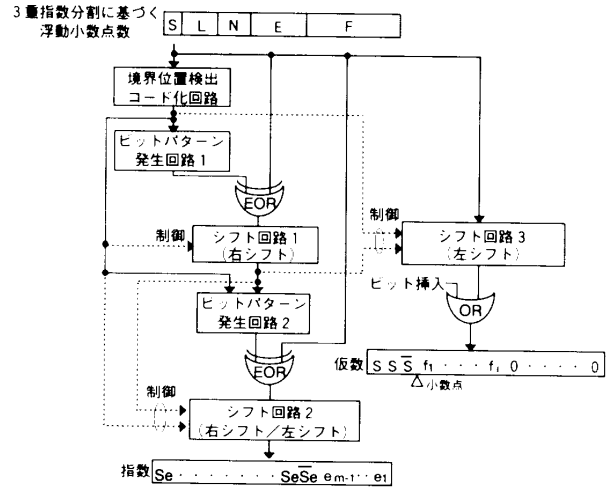 3重指数分割に基づく
浮動小数点数
S L N E F
境界位置検出
コード化回路
ビットパターン
発生回路1
EOR
制御
シフト回路1
(右シフト)
制御
シフト回路3
(左シフト)
ビット挿入
OR
ビットパターン
発生回路2
EOR
仮数 S S S̅ f1 · · · · fi 0 · · · · · 0
小数点
制御
シフト回路2
(右シフト/左シフト)
指数 Se · · · · · · · SeS̅e em-1 · · e1